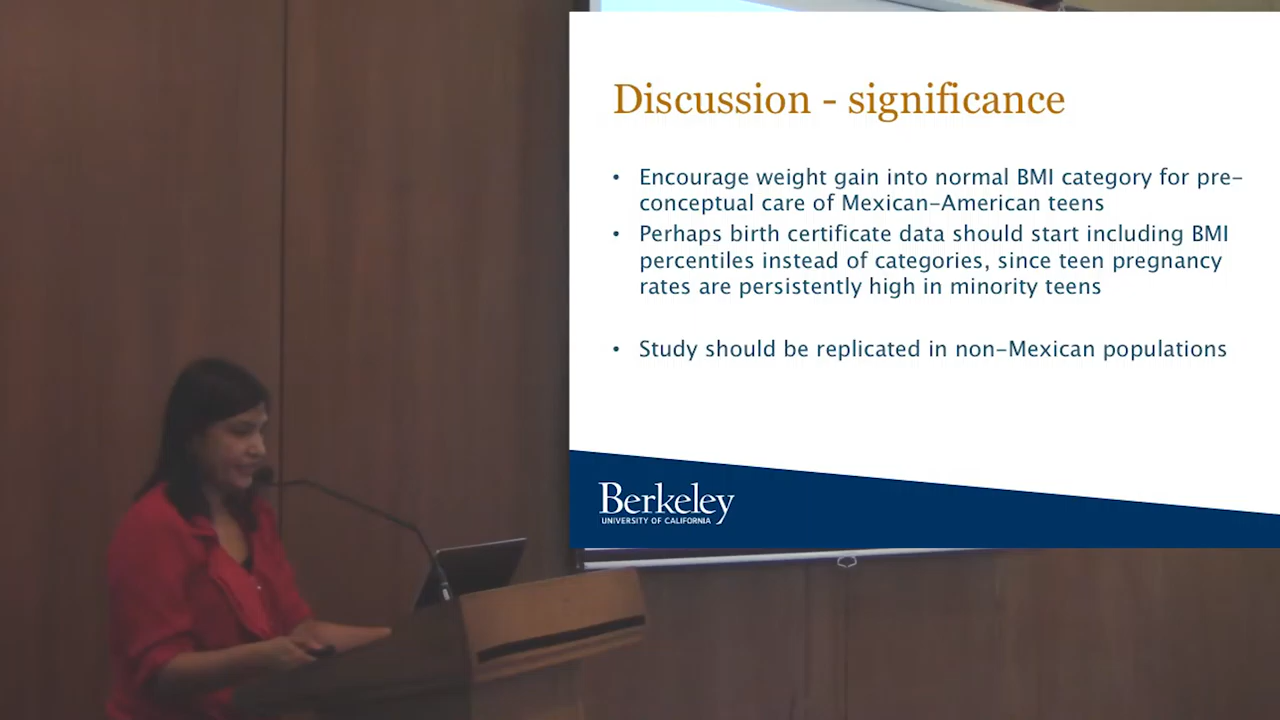 Discussion - significance
• Encourage weight gain into normal BMI category for pre-
conceptual care of Mexican-American teens
• Perhaps birth certificate data should start including BMI
percentiles instead of categories, since teen pregnancy
rates are persistently high in minority teens
• Study should be replicated in non-Mexican populations
Berkeley
UNIVERSITY OF CALIFORNIA